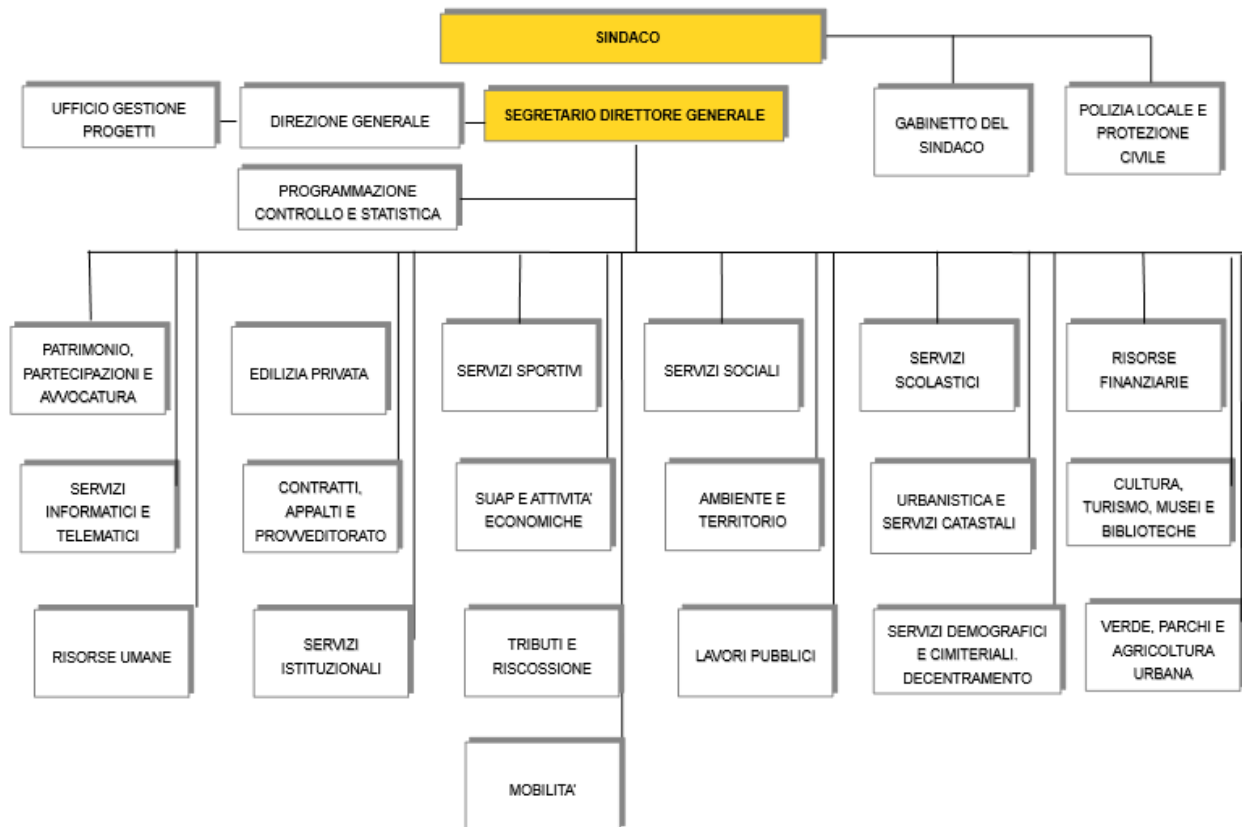 SINDACO
UFFICIO GESTIONE
PROGETTI
DIREZIONE GENERALE
SEGRETARIO DIRETTORE GENERALE
GABINETTO DEL
SINDACO
POLIZIA LOCALE E
PROTEZIONE
CIVILE
PROGRAMMAZIONE
CONTROLLO E STATISTICA
PATRIMONIO,
PARTECIPAZIONI E
AVVOCATURA
EDILIZIA PRIVATA
SERVIZI SPORTIVI
SERVIZI SOCIALI
SERVIZI
SCOLASTICI
RISORSE
FINANZIARIE
SERVIZI
INFORMATICI E
TELEMATICI
CONTRATTI,
APPALTI E
PROVVEDITORATO
SUAP E ATTIVITA'
ECONOMICHE
AMBIENTE E
TERRITORIO
URBANISTICA E
SERVIZI CATASTALI
CULTURA,
TURISMO, MUSEI E
BIBLIOTECHE
RISORSE UMANE
SERVIZI
ISTITUZIONALI
TRIBUTI E
RISCOSSIONE
LAVORI PUBBLICI
SERVIZI DEMOGRAFICI
E CIMITERIALI.
DECENTRAMENTO
VERDE, PARCHI E
AGRICOLTURA
URBANA
MOBILITA'